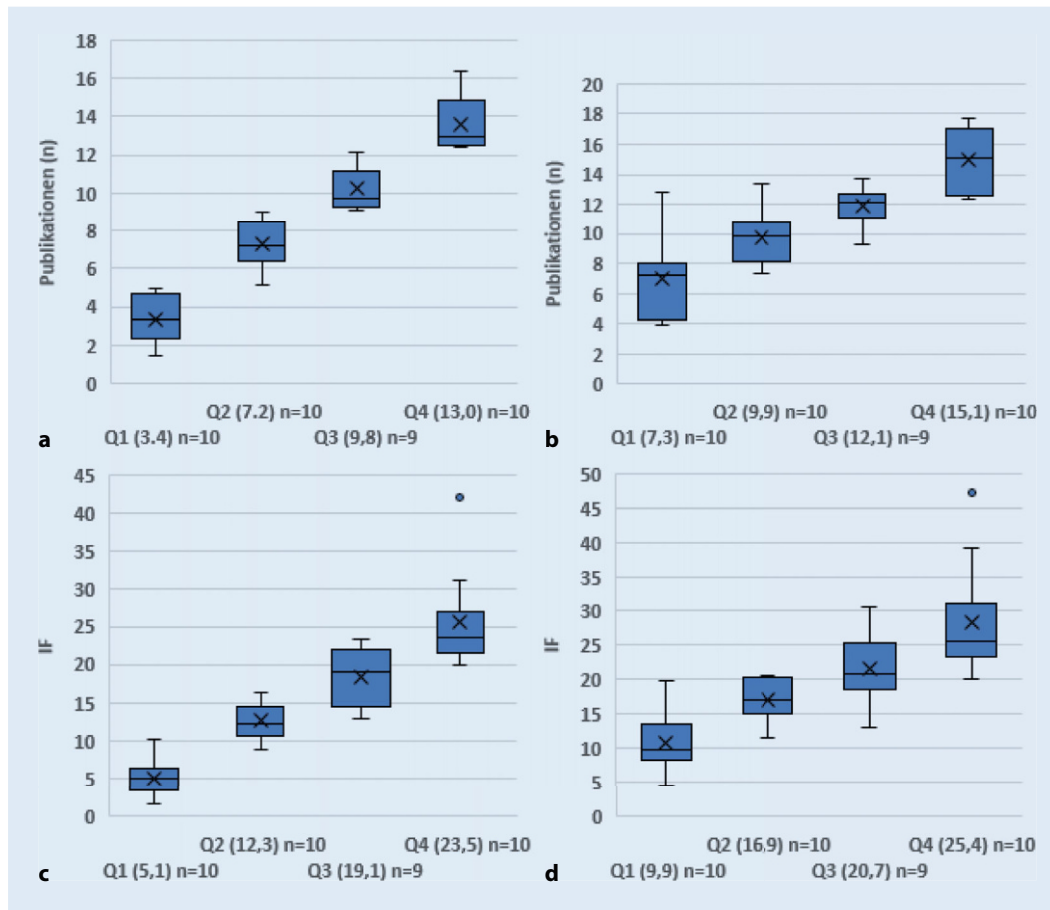 Publikationen (n)
18
16
14
12
10
8
6
4
2
0
Q2 (7.2) n=10
Q4 (13,0) n=10
Q1 (3.4) n=10
Q3 (9,8) n=9
a
Publikationen (n)
20
18
16
14
12
10
8
6
4
2
0
Q2 (9,9) n=10
Q4 (15,1) n=10
Q1 (7,3) n=10
Q3 (12,1) n=9
b
IF
45
40
35
30
25
20
15
10
5
0
Q2 (12,3) n=10
Q4 (23,5) n=10
Q1 (5,1) n=10
Q3 (19,1) n=9
c
IF
50
45
40
35
30
25
20
15
10
5
0
Q2 (16,9) n=10
Q4 (25,4) n=10
Q1 (9,9) n=10
Q3 (20,7) n=9
d